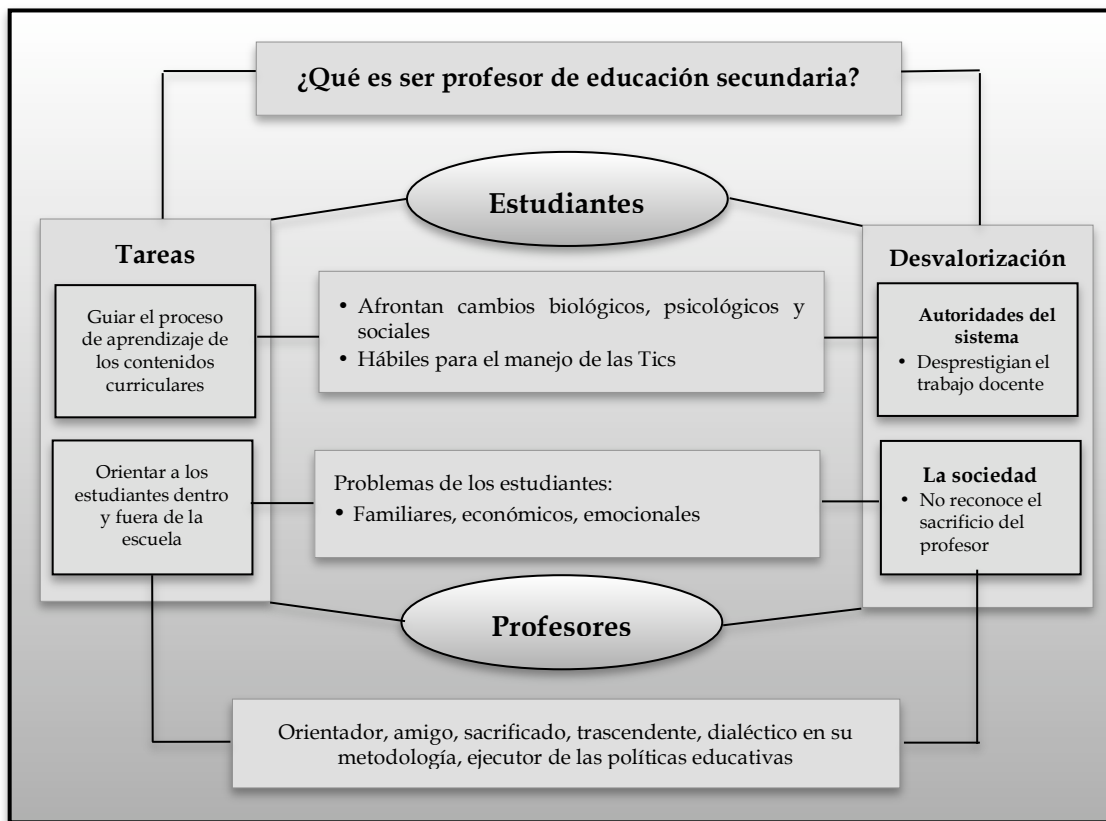 ¿Qué es ser profesor de educación secundaria?
Estudiantes
Tareas
Guiar el proceso
de aprendizaje de
los contenidos
curriculares
Orientar a los
estudiantes dentro
y fuera de la
escuela
• Afrontan cambios biológicos, psicológicos y
sociales
• Hábiles para el manejo de las Tics
Problemas de los estudiantes:
• Familiares, económicos, emocionales
Desvalorización
Autoridades del
sistema
• Desprestigian el
trabajo docente
La sociedad
• No reconoce el
sacrificio del
profesor
Profesores
Orientador, amigo, sacrificado, trascendente, dialéctico en su
metodología, ejecutor de las políticas educativas